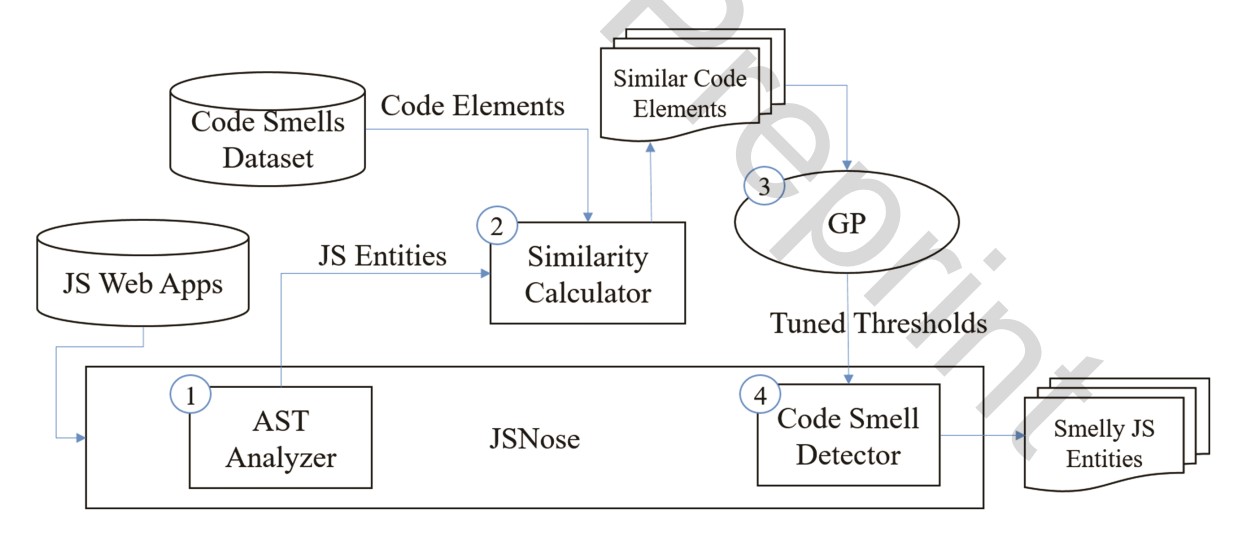 Similar Code
Elements
Code Elements
Code Smells
Dataset
3
GP
2
Similarity
Calculator
JS Entities
JS Web Apps
Tuned Thresholds
1
AST
Analyzer
JSNose
4
Code Smell
Detector
Smelly JS
Entities
Preprint